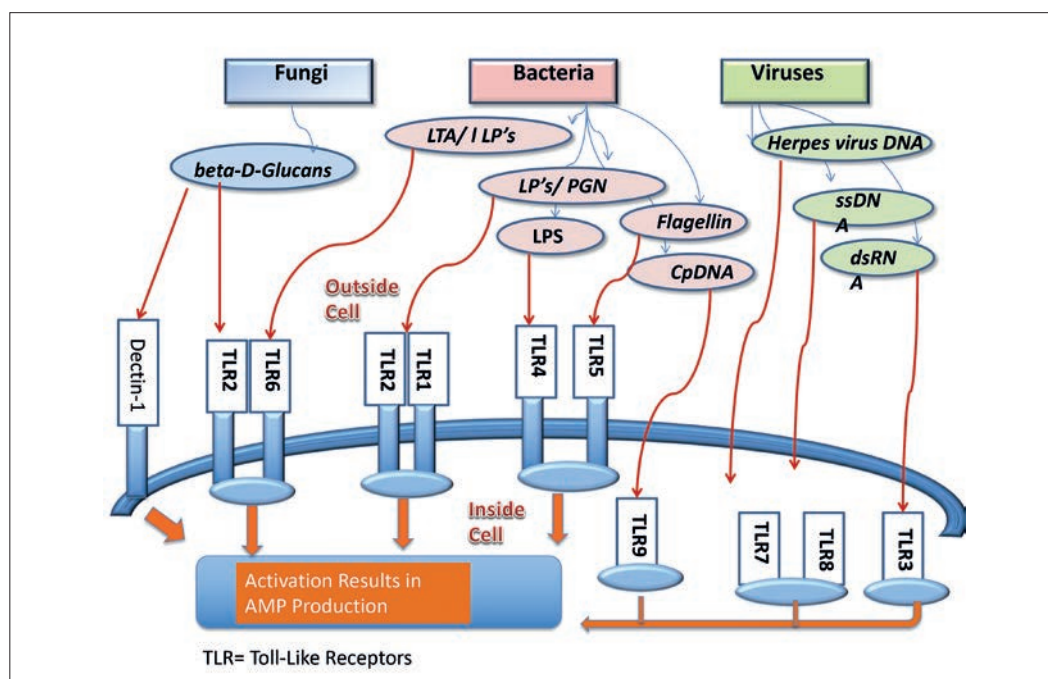 Fungi
Bacteria
Viruses
LTA/ l LP's
Herpes virus DNA
beta-D-Glucans
LP's/ PGN
ssDN
A
Flagellin
LPS
dsRN
A
CpDNA
Outside
Cell
Dectin-1
TLR2
TLR6
TLR2
TLR1
TLR4
TLR5
Inside
Cell
TLR9
TLR7
TLR8
TLR3
Activation Results in
AMP Production
TLR= Toll-Like Receptors